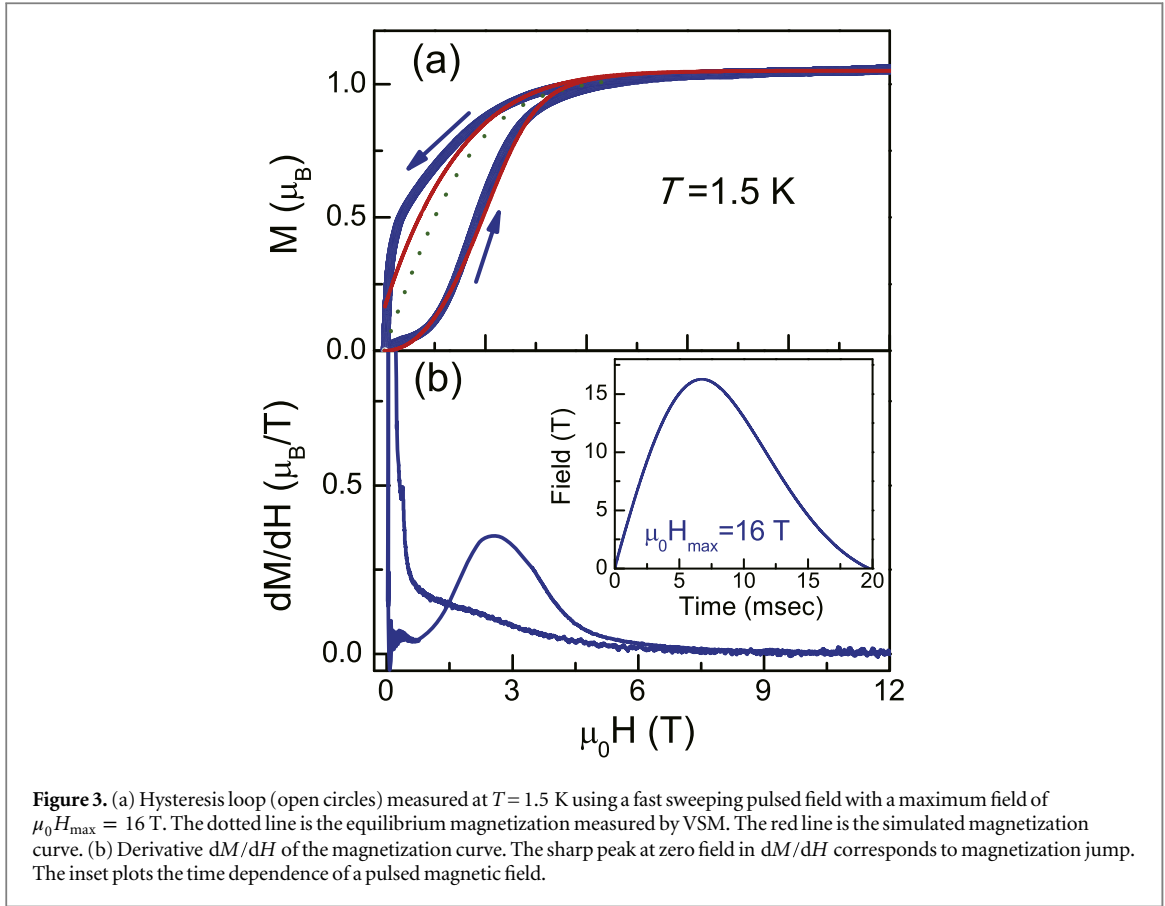 (a)
1.0
0.5
0.0
M (μB)
T=1.5 K
(b)
0.5
0.0
dM/dH (μB/T)
15
10
5
0
Field (T)
μ0Hmax=16 T
0 5 10 15 20
Time (msec)
0 3 6 9 12
μ0H (T)
Figure 3. (a) Hysteresis loop (open circles) measured at T = 1.5 K using a fast sweeping pulsed field with a maximum field of
μ0Hmax = 16 T. The dotted line is the equilibrium magnetization measured by VSM. The red line is the simulated magnetization
curve. (b) Derivative dM/dH of the magnetization curve. The sharp peak at zero field in dM/dH corresponds to magnetization jump.
The inset plots the time dependence of a pulsed magnetic field.